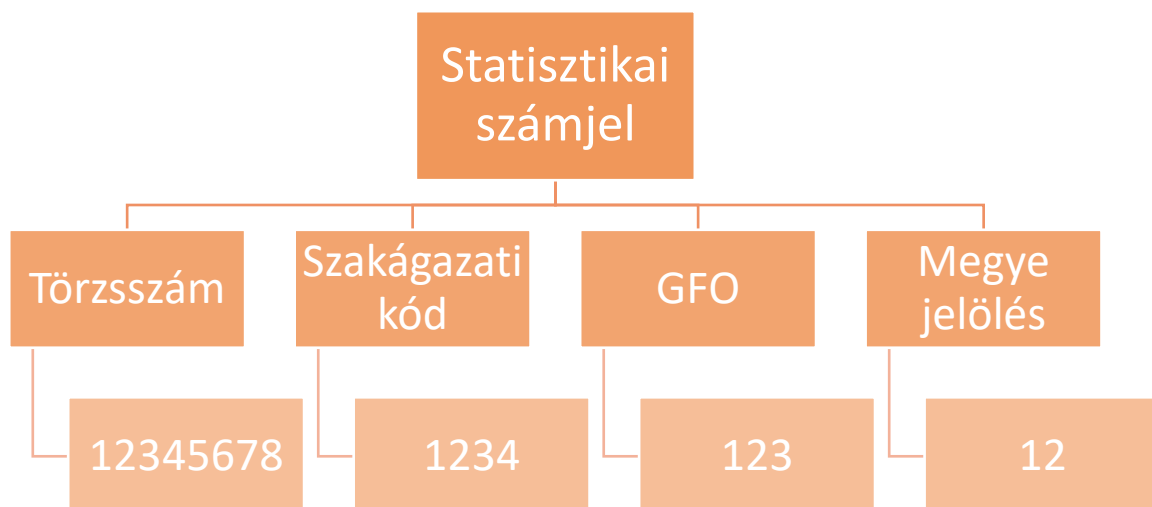 Statisztikai
számjel
Törzsszám
Szakágazati
kód
GFO
Megye
jelölés
12345678
1234
123
12